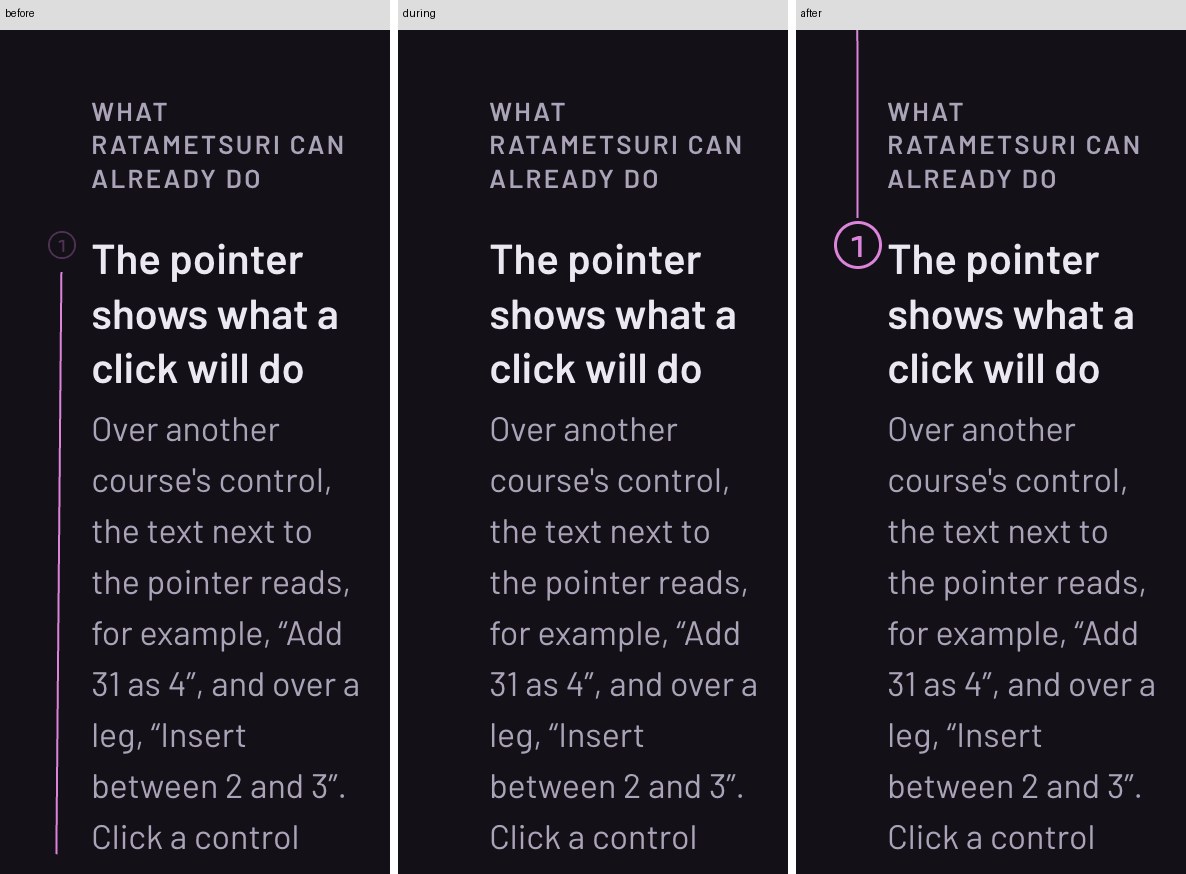 before
WHAT
RATAMETSURI CAN
ALREADY DO
1
The pointer
shows what a
click will do
Over another
course's control,
the text next to
the pointer reads,
for example, “Add
31 as 4”, and over a
leg, “Insert
between 2 and 3”.
Click a control
during
WHAT
RATAMETSURI CAN
ALREADY DO
The pointer
shows what a
click will do
Over another
course's control,
the text next to
the pointer reads,
for example, “Add
31 as 4”, and over a
leg, “Insert
between 2 and 3”.
Click a control
after
WHAT
RATAMETSURI CAN
ALREADY DO
1
The pointer
shows what a
click will do
Over another
course's control,
the text next to
the pointer reads,
for example, “Add
31 as 4”, and over a
leg, “Insert
between 2 and 3”.
Click a control